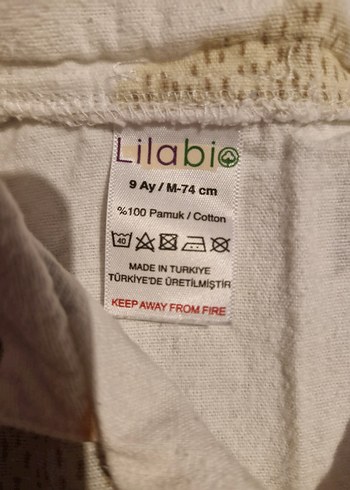 Lilabio
9 Ay / M-74 cm
%100 Pamuk / Cotton
40
MADE IN TURKIYE
TÜRKİYE'DE ÜRETİLMİŞTİR
KEEP AWAY FROM FIRE